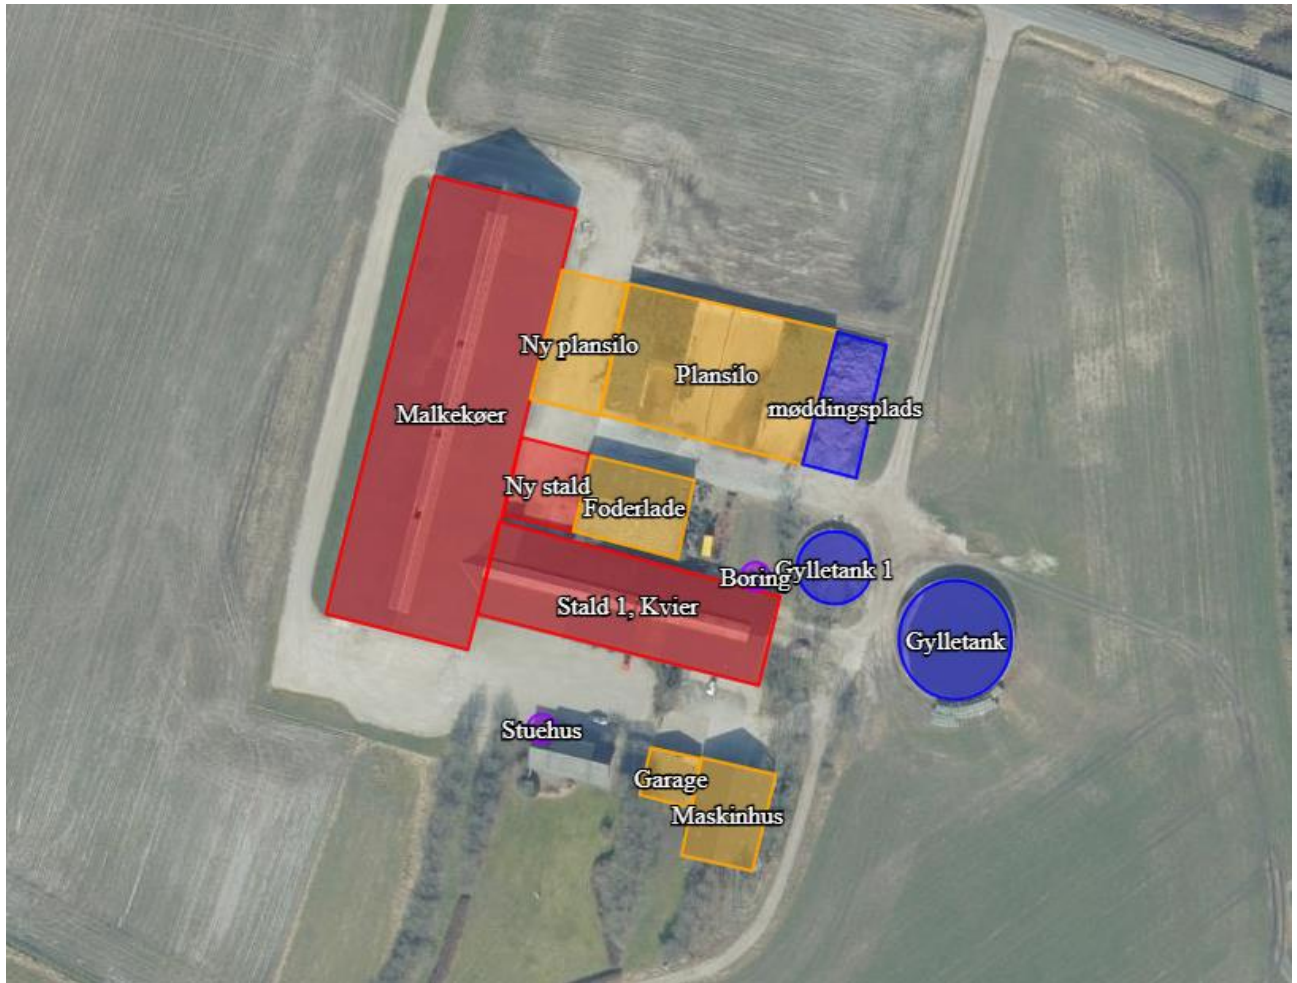 Ny plansilo
Plansilo
Malkekøer
møddingsplads
Ny stald
Foderlade
Boring
Gylletank 1
Stald 1, Kvier
Gylletank
Stuehus
Garage
Maskinhus